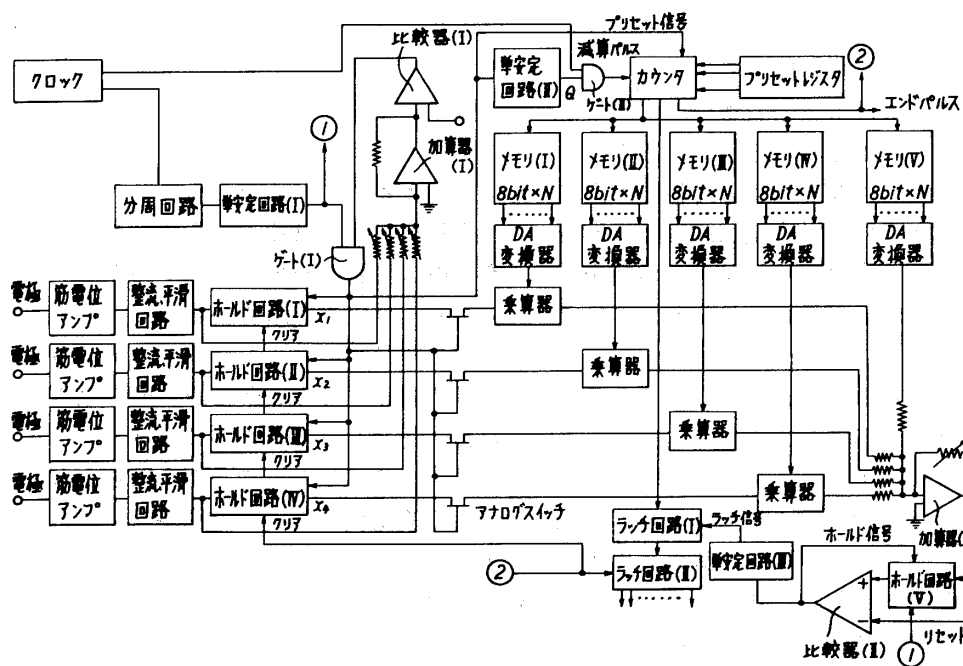 クロック
分周回路
単安定回路(I)
①
比較器(I)
加算器
(I)
ゲート(I)
プリセット信号
減算パルス
単安定
回路(II)
Q
ゲート(II)
カウンタ
プリセットレジスタ
②
エンドパルス
メモリ(I)
8bit×N
メモリ(II)
8bit×N
メモリ(III)
8bit×N
メモリ(IV)
8bit×N
メモリ(V)
8bit×N
DA
変換器
DA
変換器
DA
変換器
DA
変換器
DA
変換器
電極
筋電位
アンプ
整流平滑
回路
ホールド回路(I)
X1
クリア
乗算器
電極
筋電位
アンプ
整流平滑
回路
ホールド回路(II)
X2
クリア
乗算器
電極
筋電位
アンプ
整流平滑
回路
ホールド回路(III)
X3
クリア
乗算器
電極
筋電位
アンプ
整流平滑
回路
ホールド回路(IV)
X4
クリア
アナログスイッチ
乗算器
加算器(
②
ラッチ回路(I)
ラッチ信号
ラッチ回路(II)
単安定回路(III)
ホールド信号
+
−
ホールド回路
(V)
比較器(II)
①
リセット